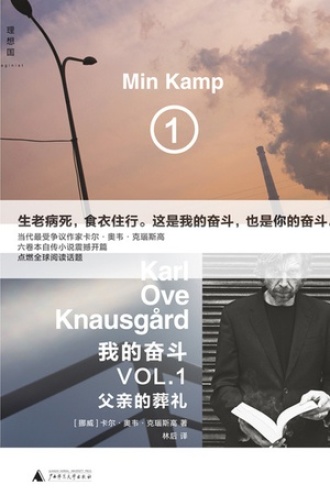 理想国
imaginist
Min Kamp
1
生老病死，食衣住行。这是我的奋斗，也是你的奋斗。
当代最受争议作家卡尔·奥韦·克瑙斯高
六卷本自传小说震撼开篇
点燃全球阅读话题
Karl
Ove
Knausgård
我的奋斗
VOL.1
父亲的葬礼
［挪威］卡尔·奥韦·克瑙斯高 著
林后 译
广西师范大学出版社